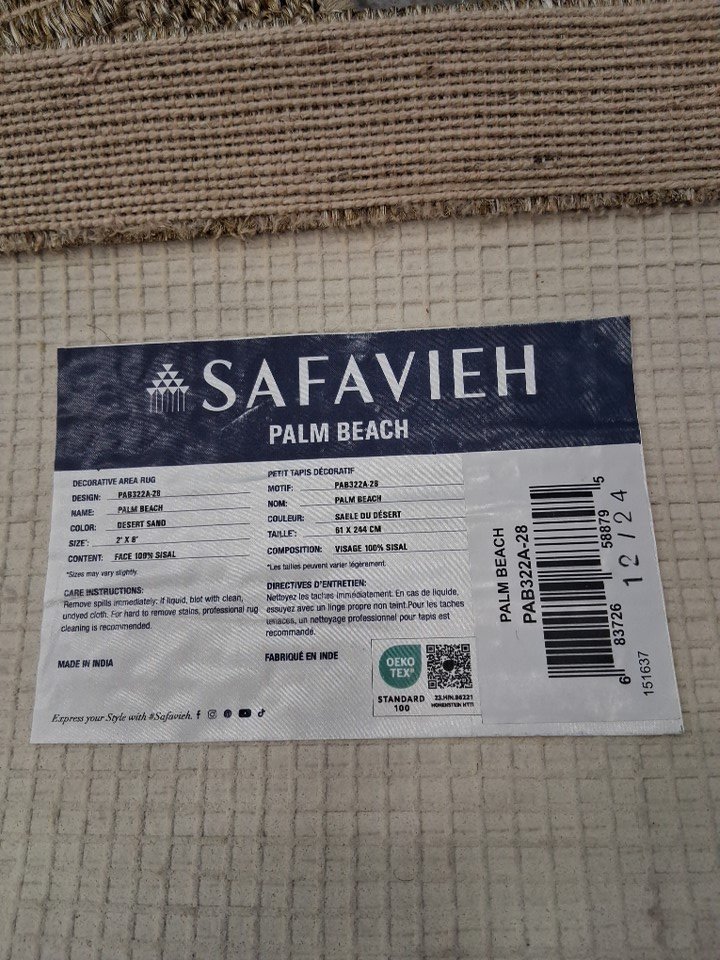 SAFAVIEH
PALM BEACH
DECORATIVE AREA RUG
DESIGN: PAB322A-28
NAME: PALM BEACH
COLOR: DESERT SAND
SIZE*: 2' X 8'
CONTENT: FACE 100% SISAL
*Sizes may vary slightly.
CARE INSTRUCTIONS:
Remove spills immediately: if liquid, blot with clean,
undyed cloth. For hard to remove stains, professional rug
cleaning is recommended.
MADE IN INDIA
Express your Style with #Safavieh.
PETIT TAPIS DÉCORATIF
MOTIF: PAB322A-28
NOM: PALM BEACH
COULEUR: SAELE DU DÉSERT
TAILLE*: 61 X 244 CM
COMPOSITION: VISAGE 100% SISAL
*Les tailles peuvent varier légèrement.
DIRECTIVES D'ENTRETIEN:
Nettoyez les taches immédiatement. En cas de liquide,
essuyez avec un linge propre non teint.Pour les taches
tenaces, un nettoyage professionnel pour tapis est
recommandé.
FABRIQUÉ EN INDE
OEKO
TEX®
STANDARD
100
23.HIN.86221
HOHENSTEIN HTTI
PALM BEACH
PAB322A-28
6 83726 58879 5
12/24
151637